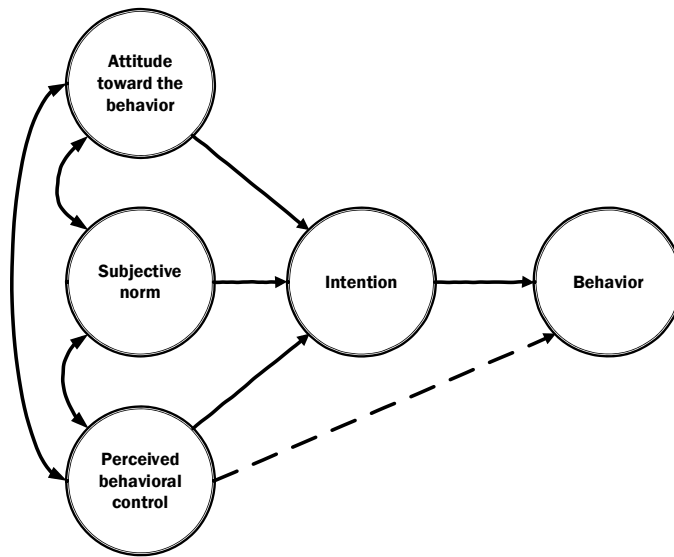 Attitude
toward the
behavior
Subjective
norm
Intention
Behavior
Perceived
behavioral
control